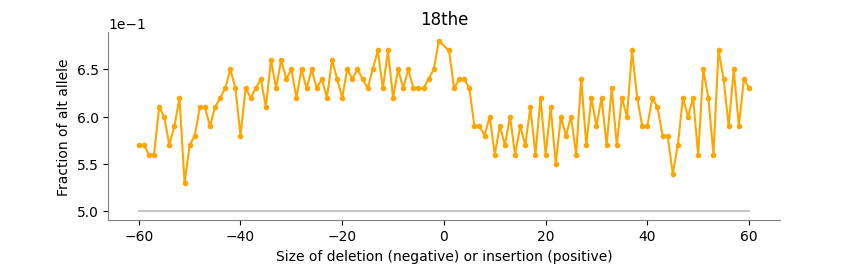 18the
1e−1
6.5
6.0
5.5
5.0
Fraction of alt allele
−60 −40 −20 0 20 40 60
Size of deletion (negative) or insertion (positive)